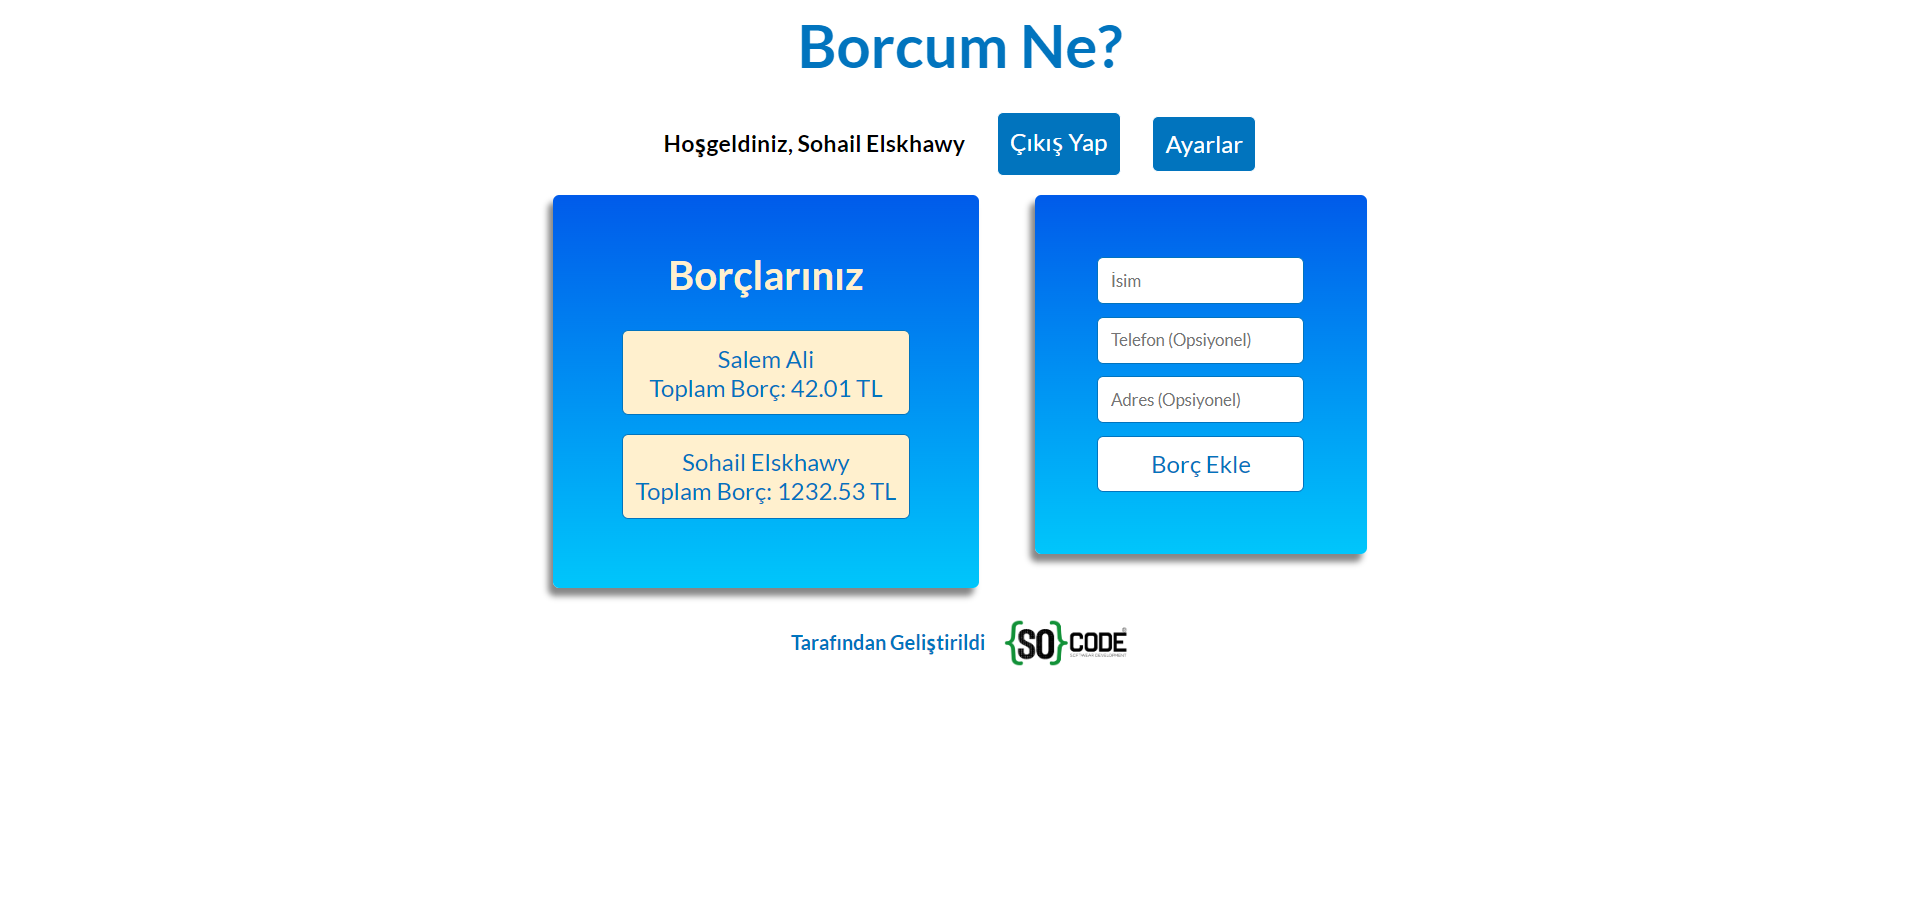 Borcum Ne?
Hoşgeldiniz, Sohail Elskhawy
Çıkış Yap
Ayarlar
Borçlarınız
Salem Ali
Toplam Borç: 42.01 TL
Sohail Elskhawy
Toplam Borç: 1232.53 TL
İsim
Telefon (Opsiyonel)
Adres (Opsiyonel)
Borç Ekle
Tarafından Geliştirildi
{SO}CODE